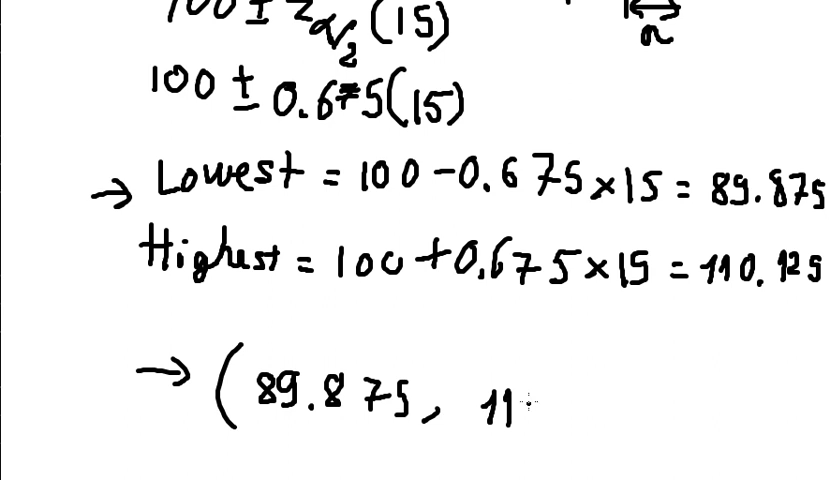 100 ± z α/2 (15)
a
100 ± 0.675(15)
→ Lowest = 100 - 0.675 × 15 = 89.875
Highest = 100 + 0.675 × 15 = 110.125
→ (89.875, 11